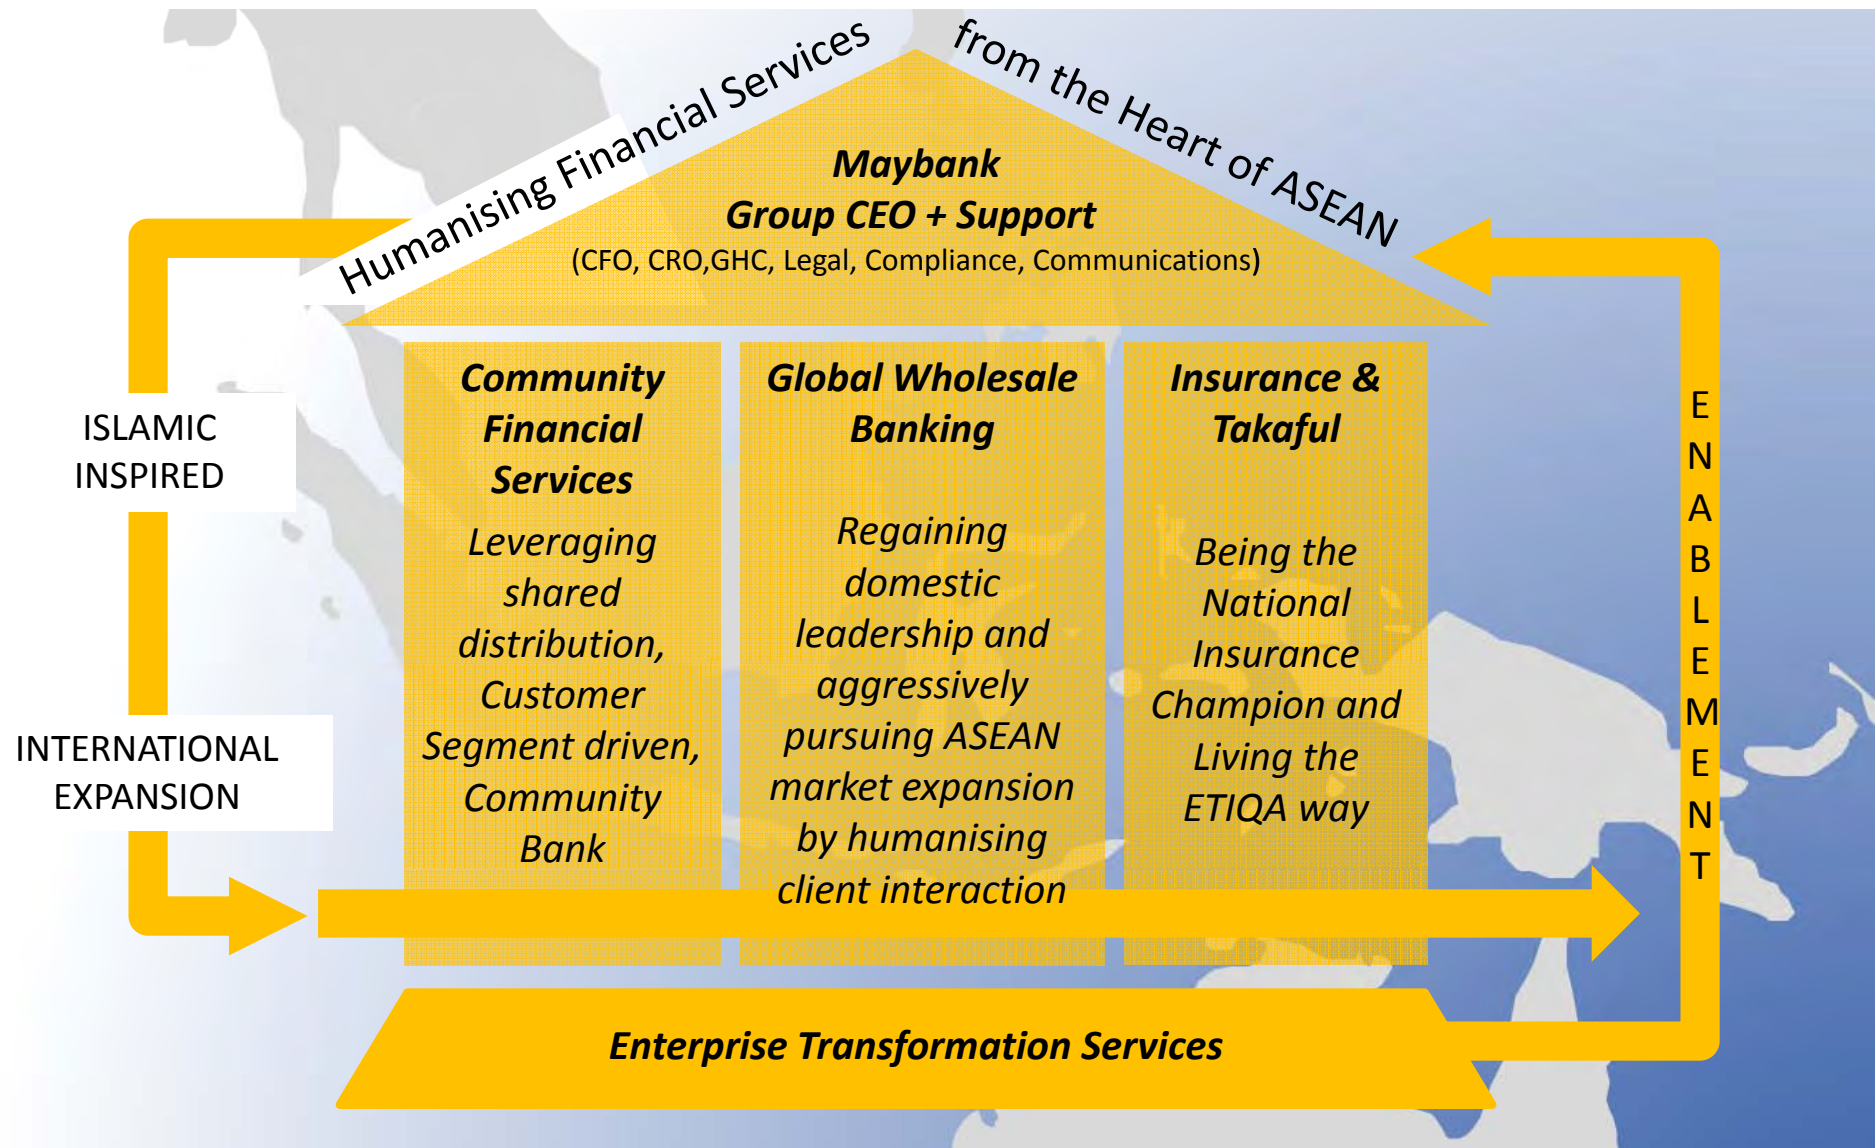 Humanising Financial Services
from the Heart of ASEAN
Maybank
Group CEO + Support
(CFO, CRO,GHC, Legal, Compliance, Communications)
ISLAMIC
INSPIRED
INTERNATIONAL
EXPANSION
Community
Financial
Services
Leveraging
shared
distribution,
Customer
Segment driven,
Community
Bank
Global Wholesale
Banking
Regaining
domestic
leadership and
aggressively
pursuing ASEAN
market expansion
by humanising
client interaction
Insurance &
Takaful
Being the
National
Insurance
Champion and
Living the
ETIQA way
E
N
A
B
L
E
M
E
N
T
Enterprise Transformation Services